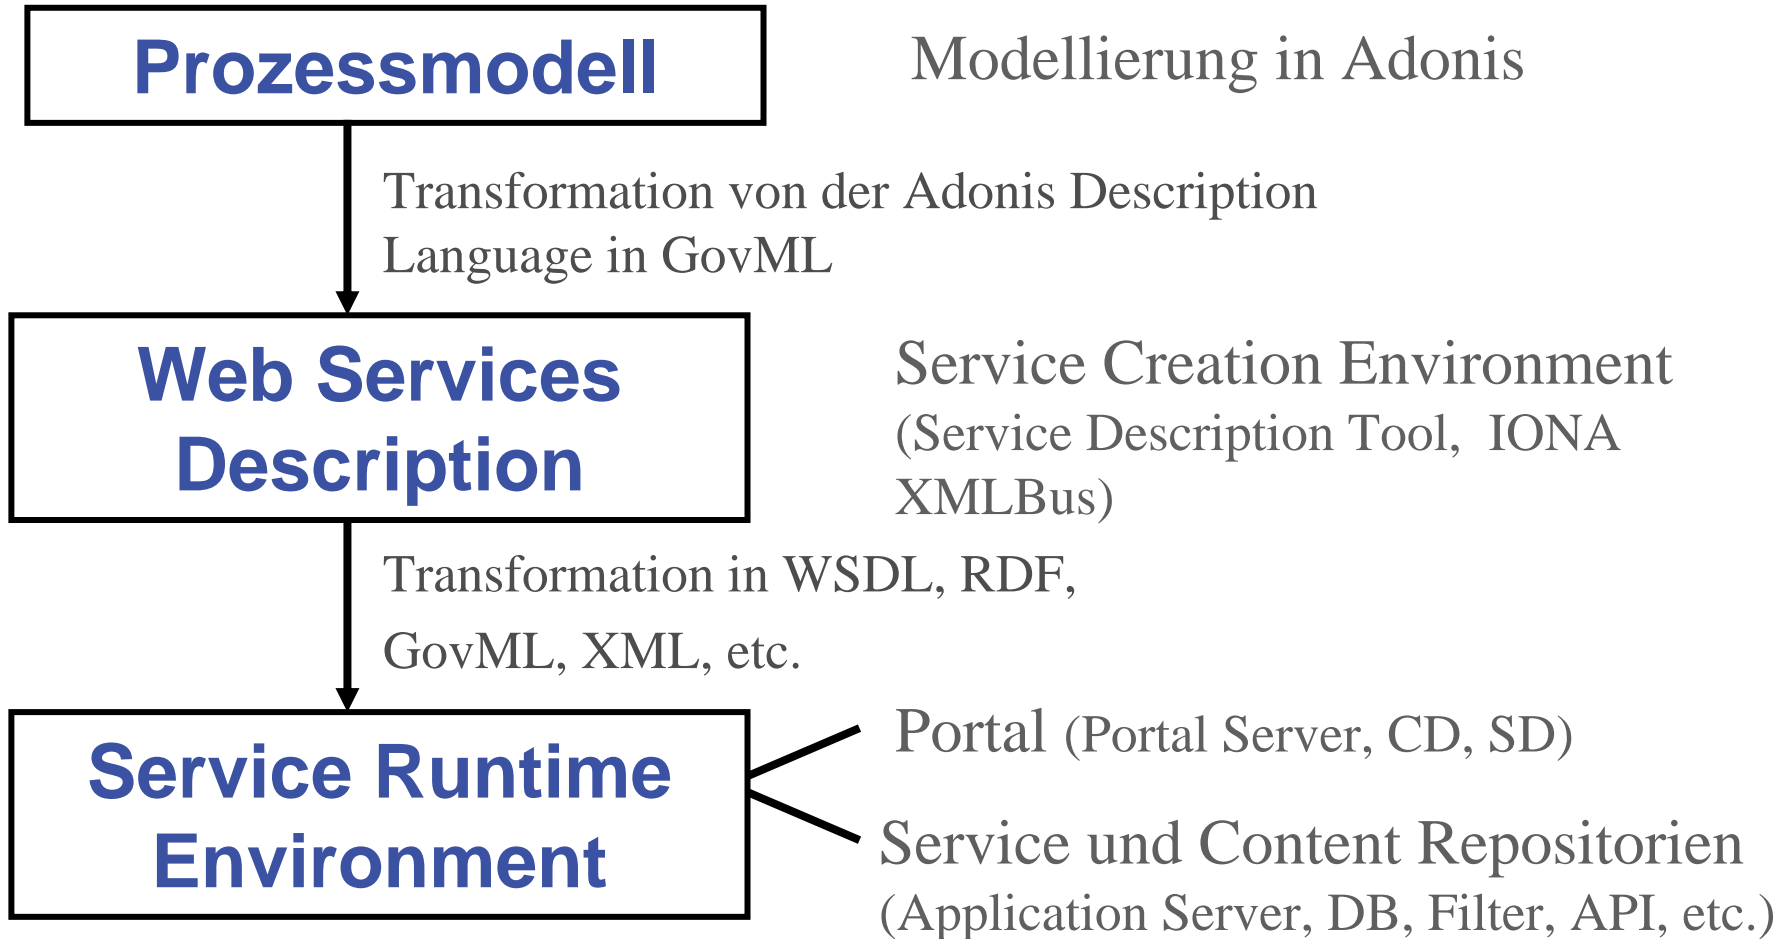 Prozessmodell
Modellierung in Adonis
Transformation von der Adonis Description
Language in GovML
Web Services
Description
Service Creation Environment
(Service Description Tool, IONA
XMLBus)
Transformation in WSDL, RDF,
GovML, XML, etc.
Service Runtime
Environment
Portal (Portal Server, CD, SD)
Service und Content Repositorien
(Application Server, DB, Filter, API, etc.)